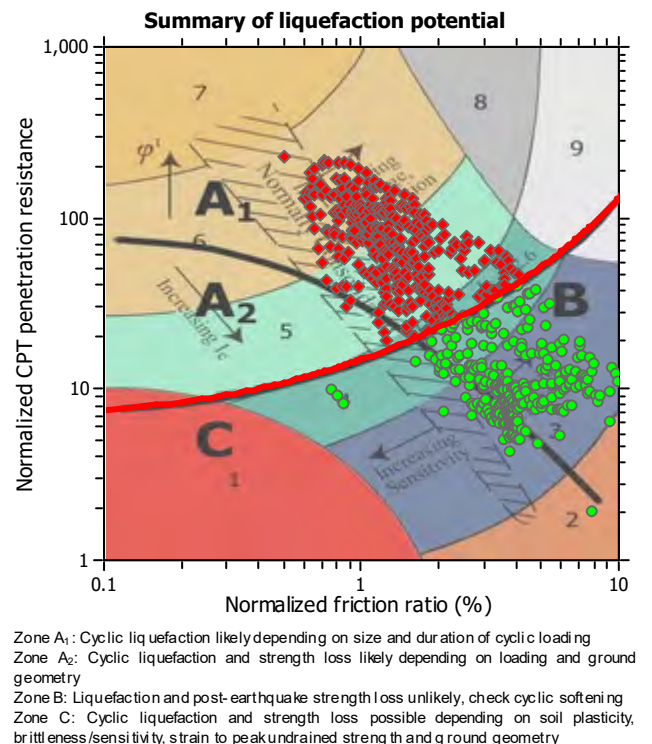 Summary of liquefaction potential
Normalized CPT penetration resistance
1,000
100
10
1
7
8
9
φ'
A1
6
A2
5
B
Increasing Ic
C
1
Increasing
Sensitivity
3
2
0.1
1
10
Normalized friction ratio (%)
Zone A1: Cyclic liquefaction likely depending on size and duration of cyclic loading
Zone A2: Cyclic liquefaction and strength loss likely depending on loading and ground
geometry
Zone B: Liquefaction and post-earthquake strength loss unlikely, check cyclic softening
Zone C: Cyclic liquefaction and strength loss possible depending on soil plasticity,
brittleness/sensitivity, strain to peak undrained strength and ground geometry